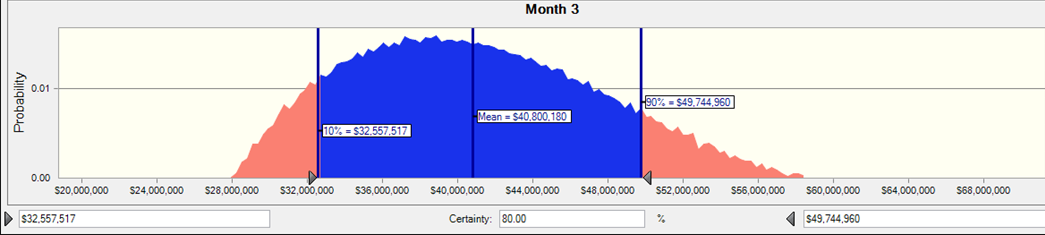 Month 3
Probability
0.01
0.00
10% = $32,557,517
Mean = $40,800,180
90% = $49,744,960
$20,000,000 $24,000,000 $28,000,000 $32,000,000 $36,000,000 $40,000,000 $44,000,000 $48,000,000 $52,000,000 $56,000,000 $60,000,000 $64,000,000 $68,000,000
$32,557,517 Certainty: 80.00 % $49,744,960